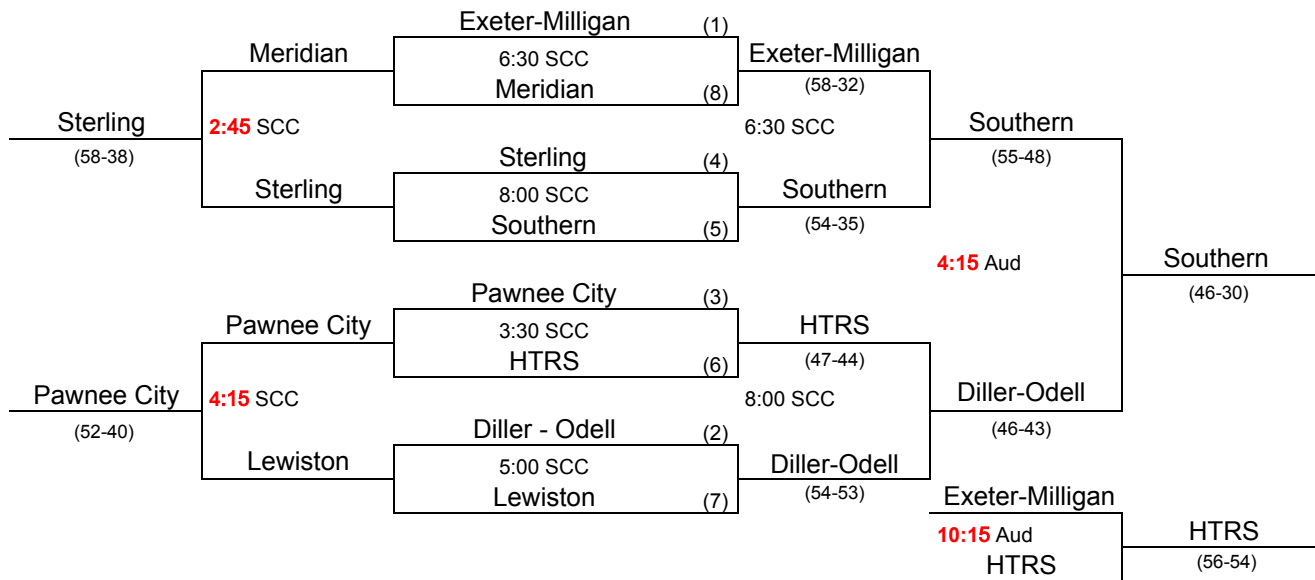 Exeter-Milligan (1)
Meridian 6:30 SCC Exeter-Milligan
Meridian (8) (58-32)
Sterling 2:45 SCC 6:30 SCC Southern
(58-38) (55-48)
Sterling (4)
Sterling 8:00 SCC Southern
Southern (5) (54-35)
4:15 Aud Southern
Pawnee City (3) (46-30)
Pawnee City 3:30 SCC HTRS
HTRS (6) (47-44)
Pawnee City 4:15 SCC 8:00 SCC Diller-Odell
(52-40) (46-43)
Diller - Odell (2)
Lewiston 5:00 SCC Diller-Odell
Lewiston (7) (54-53)
Exeter-Milligan
10:15 Aud HTRS
HTRS (56-54)